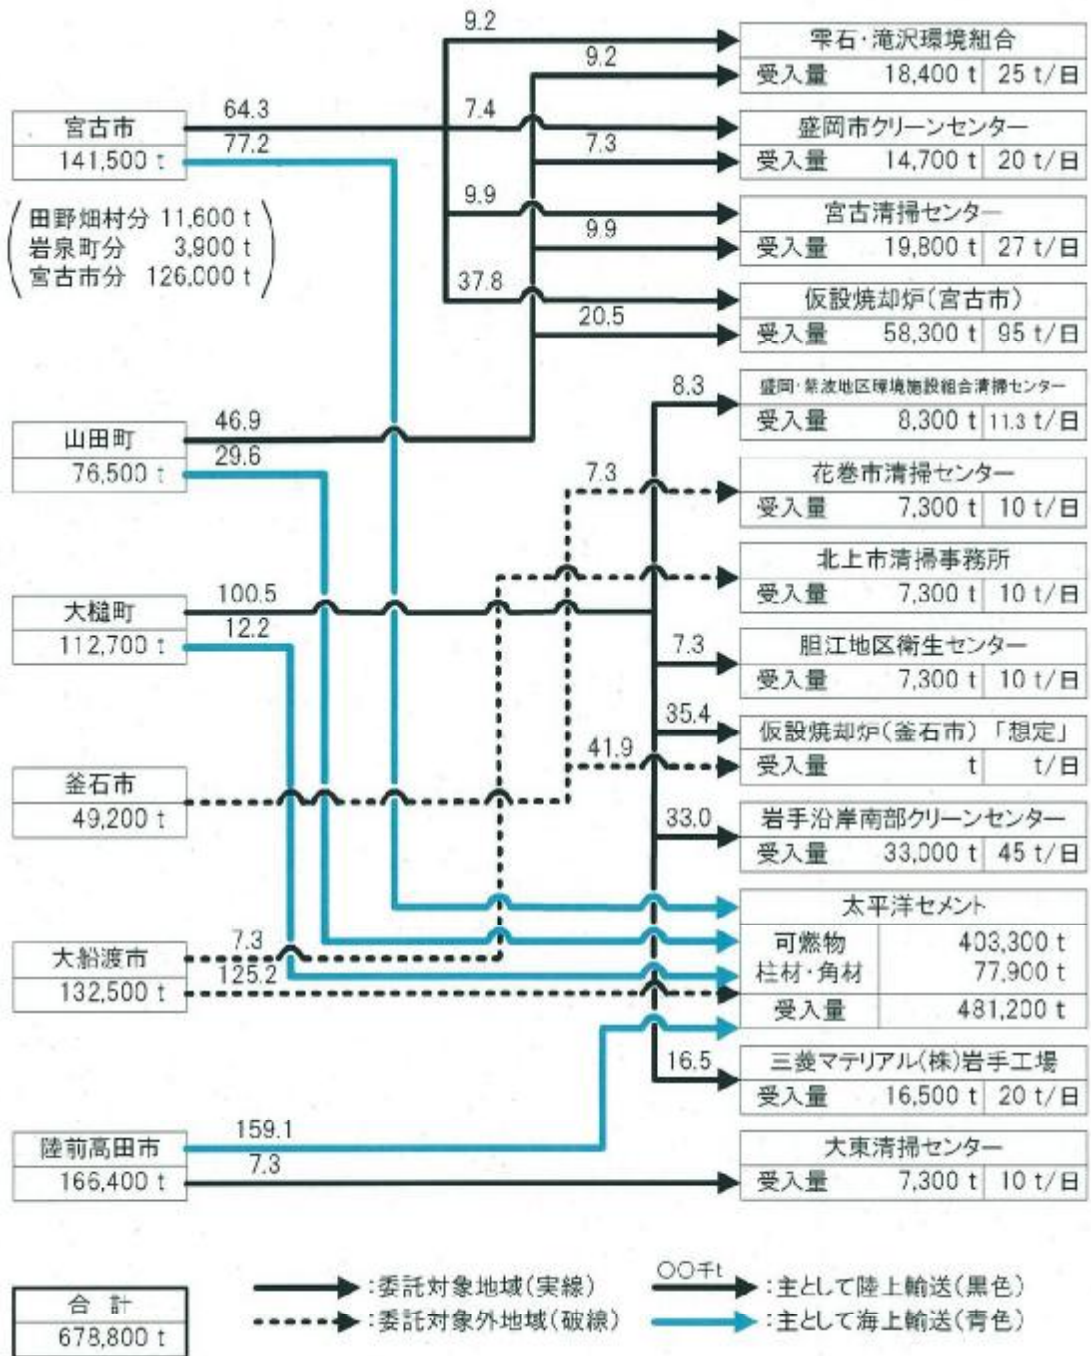 9.2
雫石・滝沢環境組合
受入量 18,400 t 25 t/日
9.2
宮古市
141,500 t
64.3
77.2
7.4
盛岡市クリーンセンター
受入量 14,700 t 20 t/日
7.3
田野畑村分 11,600 t
岩泉町分 3,900 t
宮古市分 126,000 t
9.9
宮古清掃センター
受入量 19,800 t 27 t/日
9.9
37.8
仮設焼却炉(宮古市)
受入量 58,300 t 95 t/日
20.5
8.3
盛岡・紫波地区環境施設組合清掃センター
受入量 8,300 t 11.3 t/日
山田町
76,500 t
46.9
29.6
7.3
花巻市清掃センター
受入量 7,300 t 10 t/日
北上市清掃事務所
受入量 7,300 t 10 t/日
大槌町
112,700 t
100.5
12.2
7.3
胆江地区衛生センター
受入量 7,300 t 10 t/日
35.4
41.9
仮設焼却炉(釜石市)「想定」
受入量 t t/日
釜石市
49,200 t
33.0
岩手沿岸南部クリーンセンター
受入量 33,000 t 45 t/日
太平洋セメント
可燃物 403,300 t
柱材・角材 77,900 t
受入量 481,200 t
大船渡市
132,500 t
7.3
125.2
16.5
三菱マテリアル(株)岩手工場
受入量 16,500 t 20 t/日
陸前高田市
166,400 t
159.1
7.3
大東清掃センター
受入量 7,300 t 10 t/日
合計
678,800 t
:委託対象地域(実線)
:委託対象外地域(破線)
○○千t
:主として陸上輸送(黒色)
:主として海上輸送(青色)